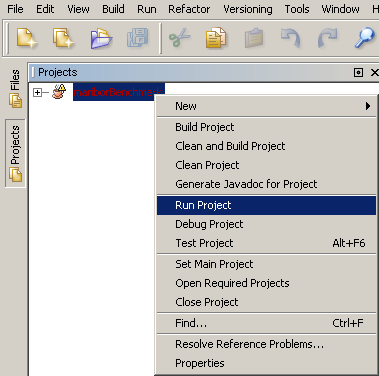 File Edit View Build Run Refactor Versioning Tools Window
Projects
Files
Projects
New
Build Project
Clean and Build Project
Clean Project
Generate Javadoc for Project
Run Project
Debug Project
Test Project Alt+F6
Set Main Project
Open Required Projects
Close Project
Find... Ctrl+F
Resolve Reference Problems...
Properties